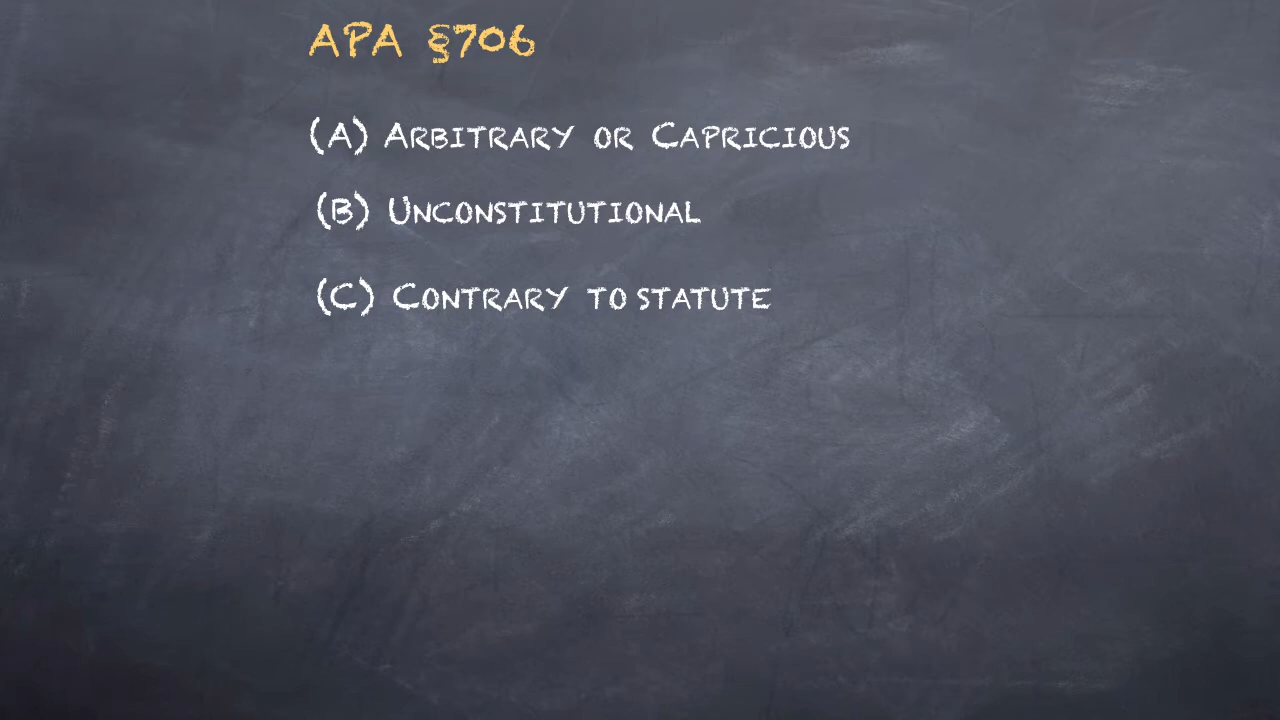 APA §706
(A) Arbitrary or Capricious
(B) Unconstitutional
(C) Contrary to statute